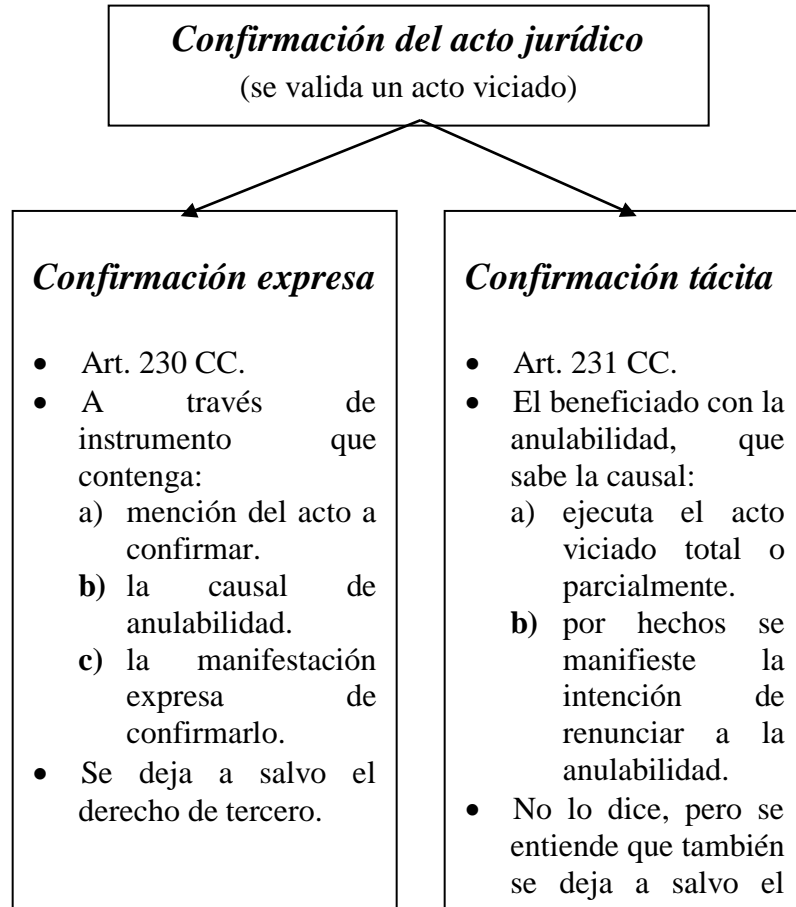 Confirmación del acto jurídico
(se valida un acto viciado)
Confirmación expresa
• Art. 230 CC.
• A través de
instrumento que
contenga:
a) mención del acto a
confirmar.
b) la causal de
anulabilidad.
c) la manifestación
expresa de
confirmarlo.
• Se deja a salvo el
derecho de tercero.
Confirmación tácita
• Art. 231 CC.
• El beneficiado con la
anulabilidad, que
sabe la causal:
a) ejecuta el acto
viciado total o
parcialmente.
b) por hechos se
manifieste la
intención de
renunciar a la
anulabilidad.
• No lo dice, pero se
entiende que también
se deja a salvo el